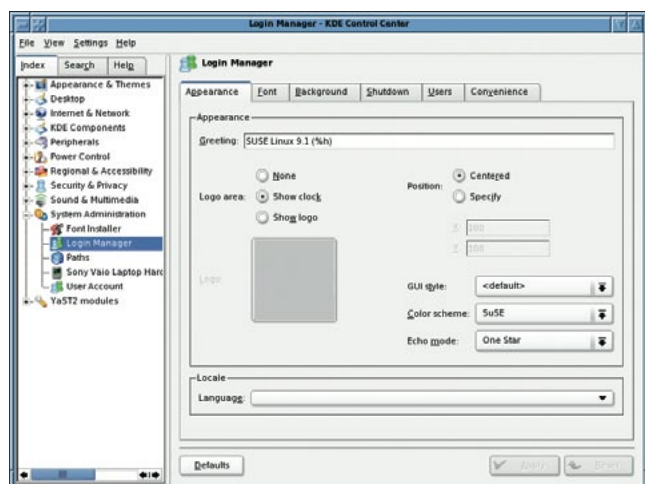 Login Manager - KDE Control Center
File View Settings Help
Index Search Help
Appearance & Themes
Desktop
Internet & Network
KDE Components
Peripherals
Power Control
Regional & Accessibility
Security & Privacy
Sound & Multimedia
System Administration
Font Installer
Login Manager
Paths
Sony Vaio Laptop Hard
User Account
YaST2 modules
Login Manager
Appearance Font Background Shutdown Users Convenience
Appearance
Greeting: SUSE Linux 9.1 (%h)
Logo area:
None
Show clock
Show logo
Position:
Centered
Specify
X: 100
Y: 100
Logo:
GUI style: <default>
Color scheme: SuSE
Echo mode: One Star
Locale
Language:
Defaults Apply Reset